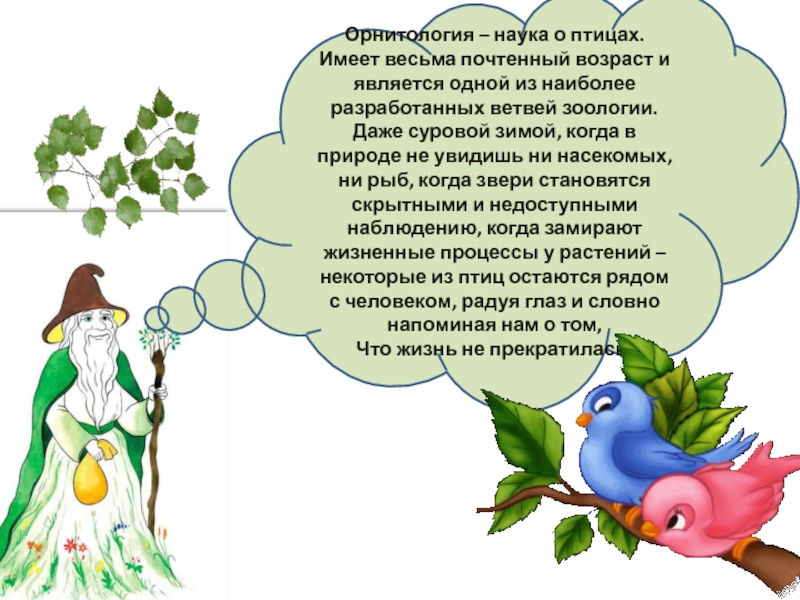 Орнитология – наука о птицах.
Имеет весьма почтенный возраст и
является одной из наиболее
разработанных ветвей зоологии.
Даже суровой зимой, когда в
природе не увидишь ни насекомых,
ни рыб, когда звери становятся
скрытными и недоступными
наблюдению, когда замирают
жизненные процессы у растений –
некоторые из птиц остаются рядом
с человеком, радуя глаз и словно
напоминая нам о том,
Что жизнь не прекратилась